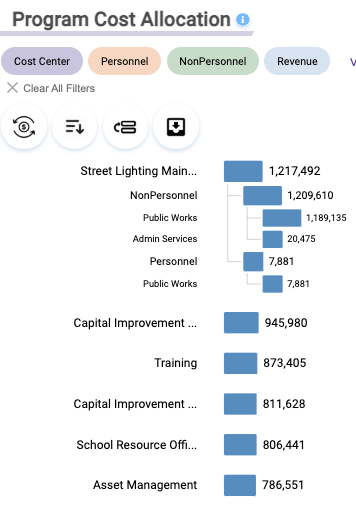 Program Cost Allocation
Cost Center Personnel NonPersonnel Revenue V
Clear All Filters
Street Lighting Main... 1,217,492
NonPersonnel 1,209,610
Public Works 1,189,135
Admin Services 20,475
Personnel 7,881
Public Works 7,881
Capital Improvement ... 945,980
Training 873,405
Capital Improvement ... 811,628
School Resource Offi... 806,441
Asset Management 786,551